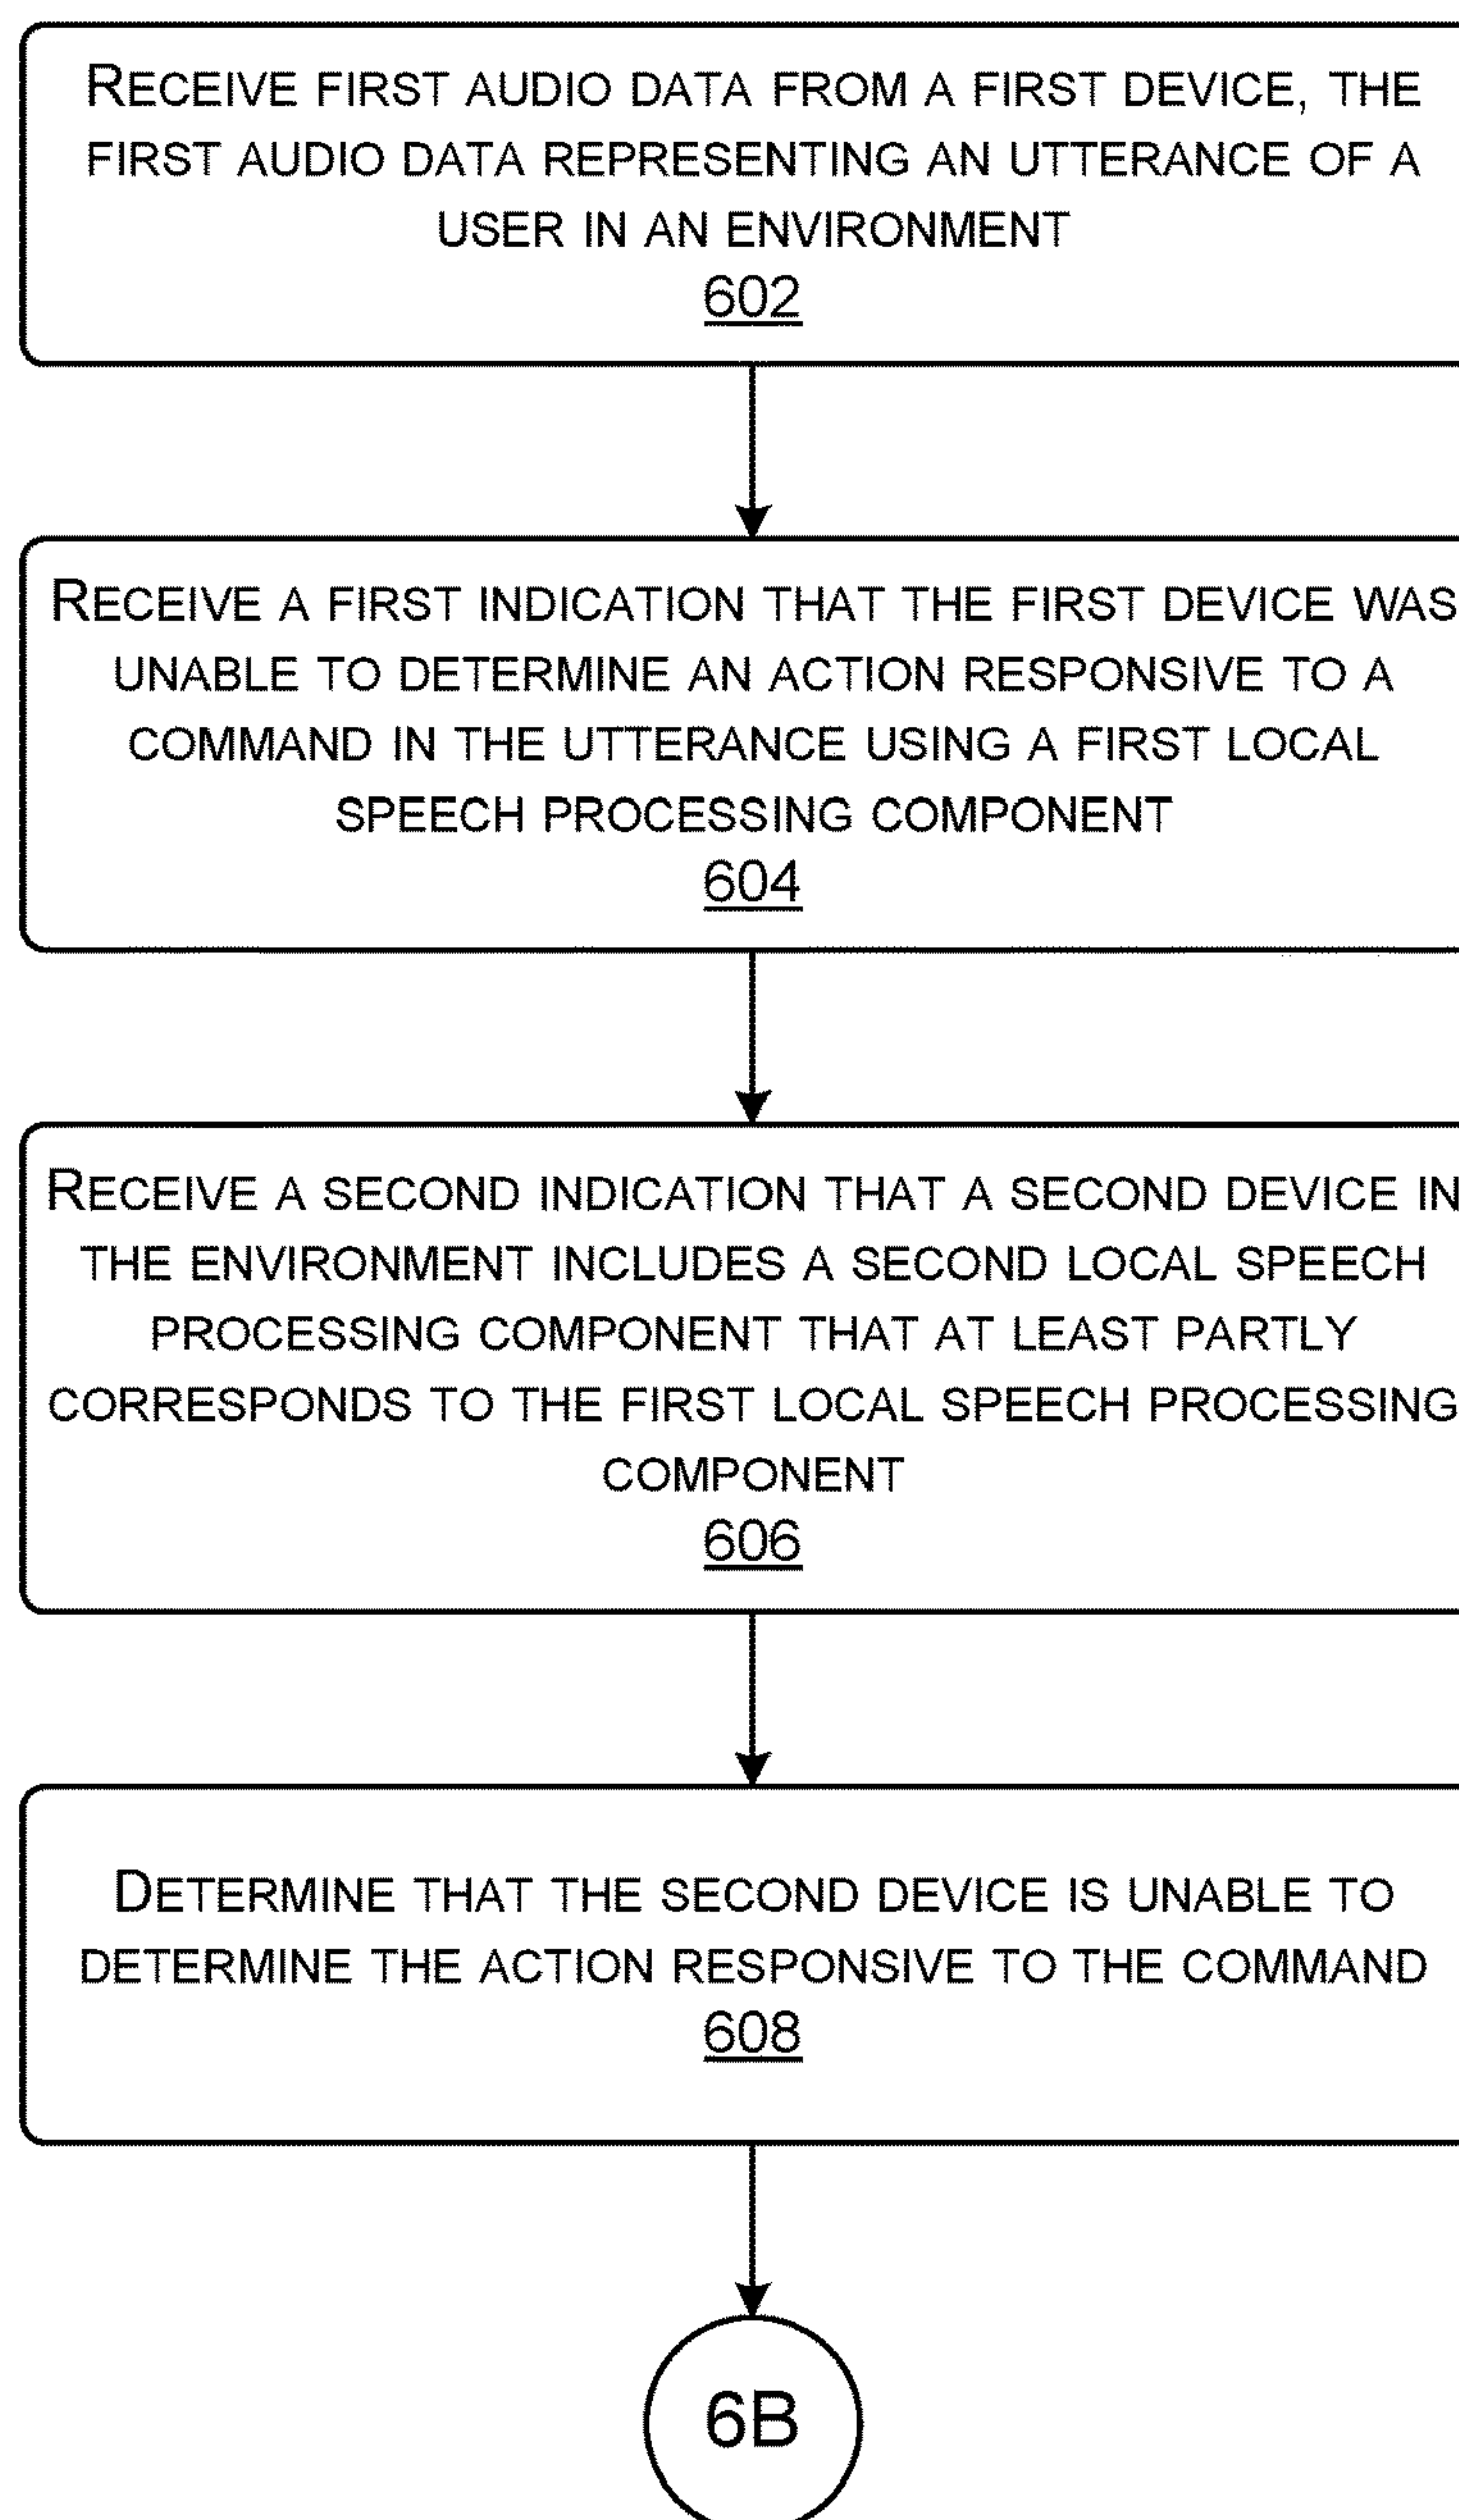 RECEIVE FIRST AUDIO DATA FROM A FIRST DEVICE, THE
FIRST AUDIO DATA REPRESENTING AN UTTERANCE OF A
USER IN AN ENVIRONMENT
602
RECEIVE A FIRST INDICATION THAT THE FIRST DEVICE WAS
UNABLE TO DETERMINE AN ACTION RESPONSIVE TO A
COMMAND IN THE UTTERANCE USING A FIRST LOCAL
SPEECH PROCESSING COMPONENT
604
RECEIVE A SECOND INDICATION THAT A SECOND DEVICE IN
THE ENVIRONMENT INCLUDES A SECOND LOCAL SPEECH
PROCESSING COMPONENT THAT AT LEAST PARTLY
CORRESPONDS TO THE FIRST LOCAL SPEECH PROCESSING
COMPONENT
606
DETERMINE THAT THE SECOND DEVICE IS UNABLE TO
DETERMINE THE ACTION RESPONSIVE TO THE COMMAND
608
6B